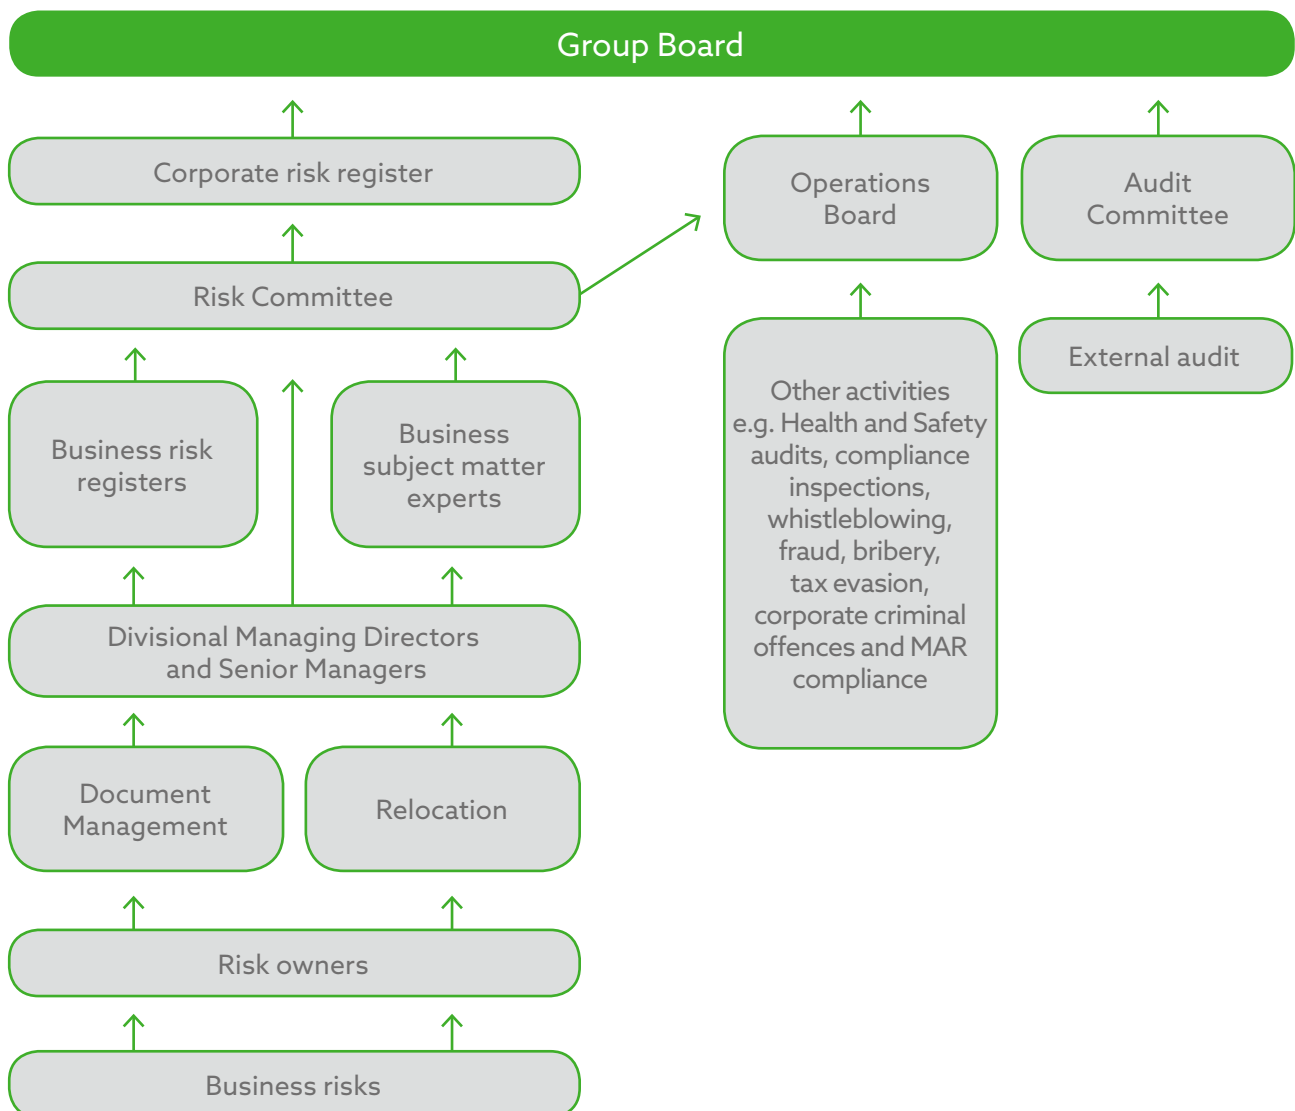 Group Board
Corporate risk register
Operations
Board
Audit
Committee
Risk Committee
External audit
Business risk
registers
Business
subject matter
experts
Other activities
e.g. Health and Safety
audits, compliance
inspections,
whistleblowing,
fraud, bribery,
tax evasion,
corporate criminal
offences and MAR
compliance
Divisional Managing Directors
and Senior Managers
Document
Management
Relocation
Risk owners
Business risks